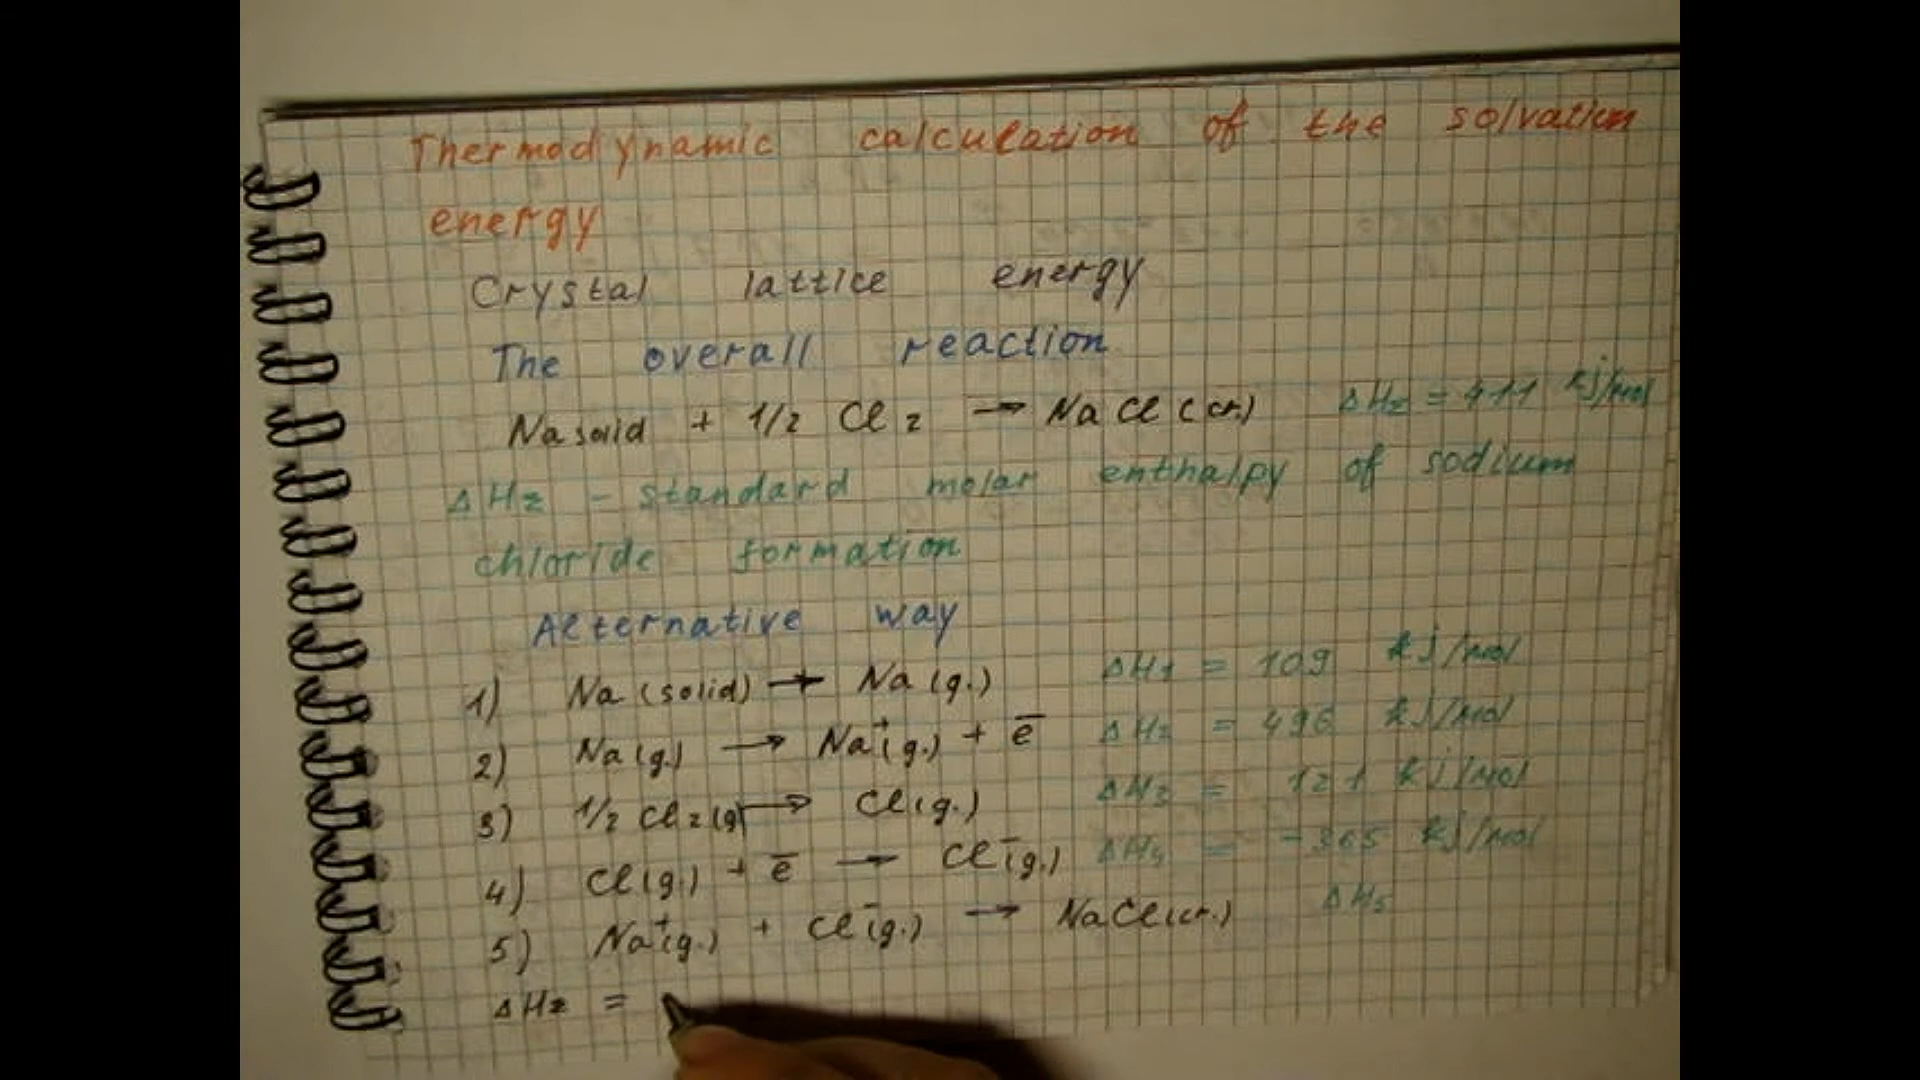 Thermodynamic calculation of the solvation
energy
Crystal lattice energy
The overall reaction
Na solid + 1/2 Cl2 → NaCl(cr.) ΔHΣ = 411 kj/mol
ΔHΣ - standard molar enthalpy of sodium
chloride formation
Alternative way
1) Na (solid) → Na (g.) ΔH1 = 109 kj/mol
2) Na(g.) → Na⁺(g.) + ē ΔH2 = 496 kj/mol
3) 1/2 Cl2(g) → Cl(g.) ΔH3 = 121 kj/mol
4) Cl(g.) + ē → Cl⁻(g.) ΔH4 = -365 kj/mol
5) Na⁺(g.) + Cl⁻(g.) → NaCl(cr.) ΔH5
ΔHΣ =